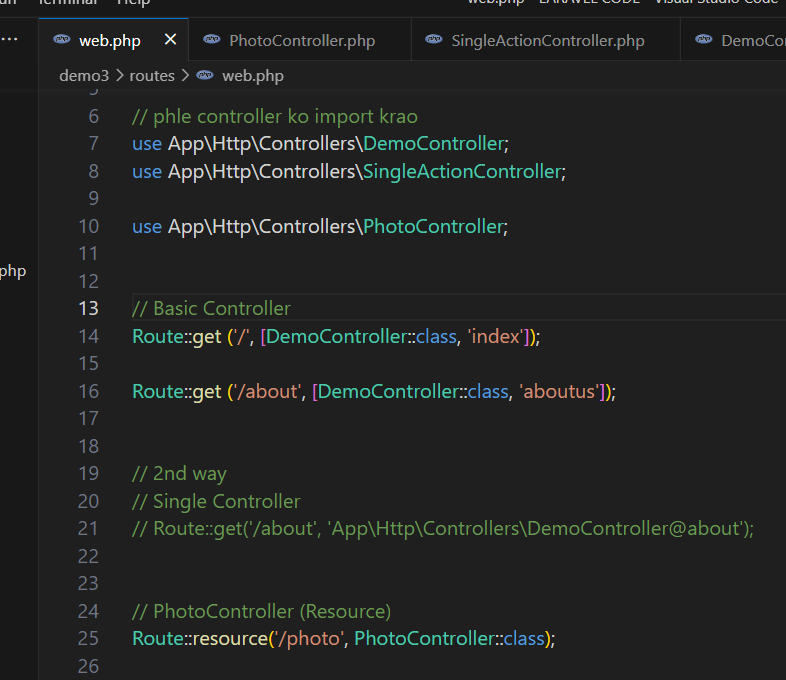 Terminal Help web.php - LARAVEL CODE - Visual Studio Code
... web.php × PhotoController.php SingleActionController.php
demo3 > routes > web.php
php
6 // phle controller ko import krao
7 use App\Http\Controllers\DemoController;
8 use App\Http\Controllers\SingleActionController;
9
10 use App\Http\Controllers\PhotoController;
11
12
13 // Basic Controller
14 Route::get ('/', [DemoController::class, 'index']);
15
16 Route::get ('/about', [DemoController::class, 'aboutus']);
17
18
19 // 2nd way
20 // Single Controller
21 // Route::get('/about', 'App\Http\Controllers\DemoController@about');
22
23
24 // PhotoController (Resource)
25 Route::resource('/photo', PhotoController::class);
26